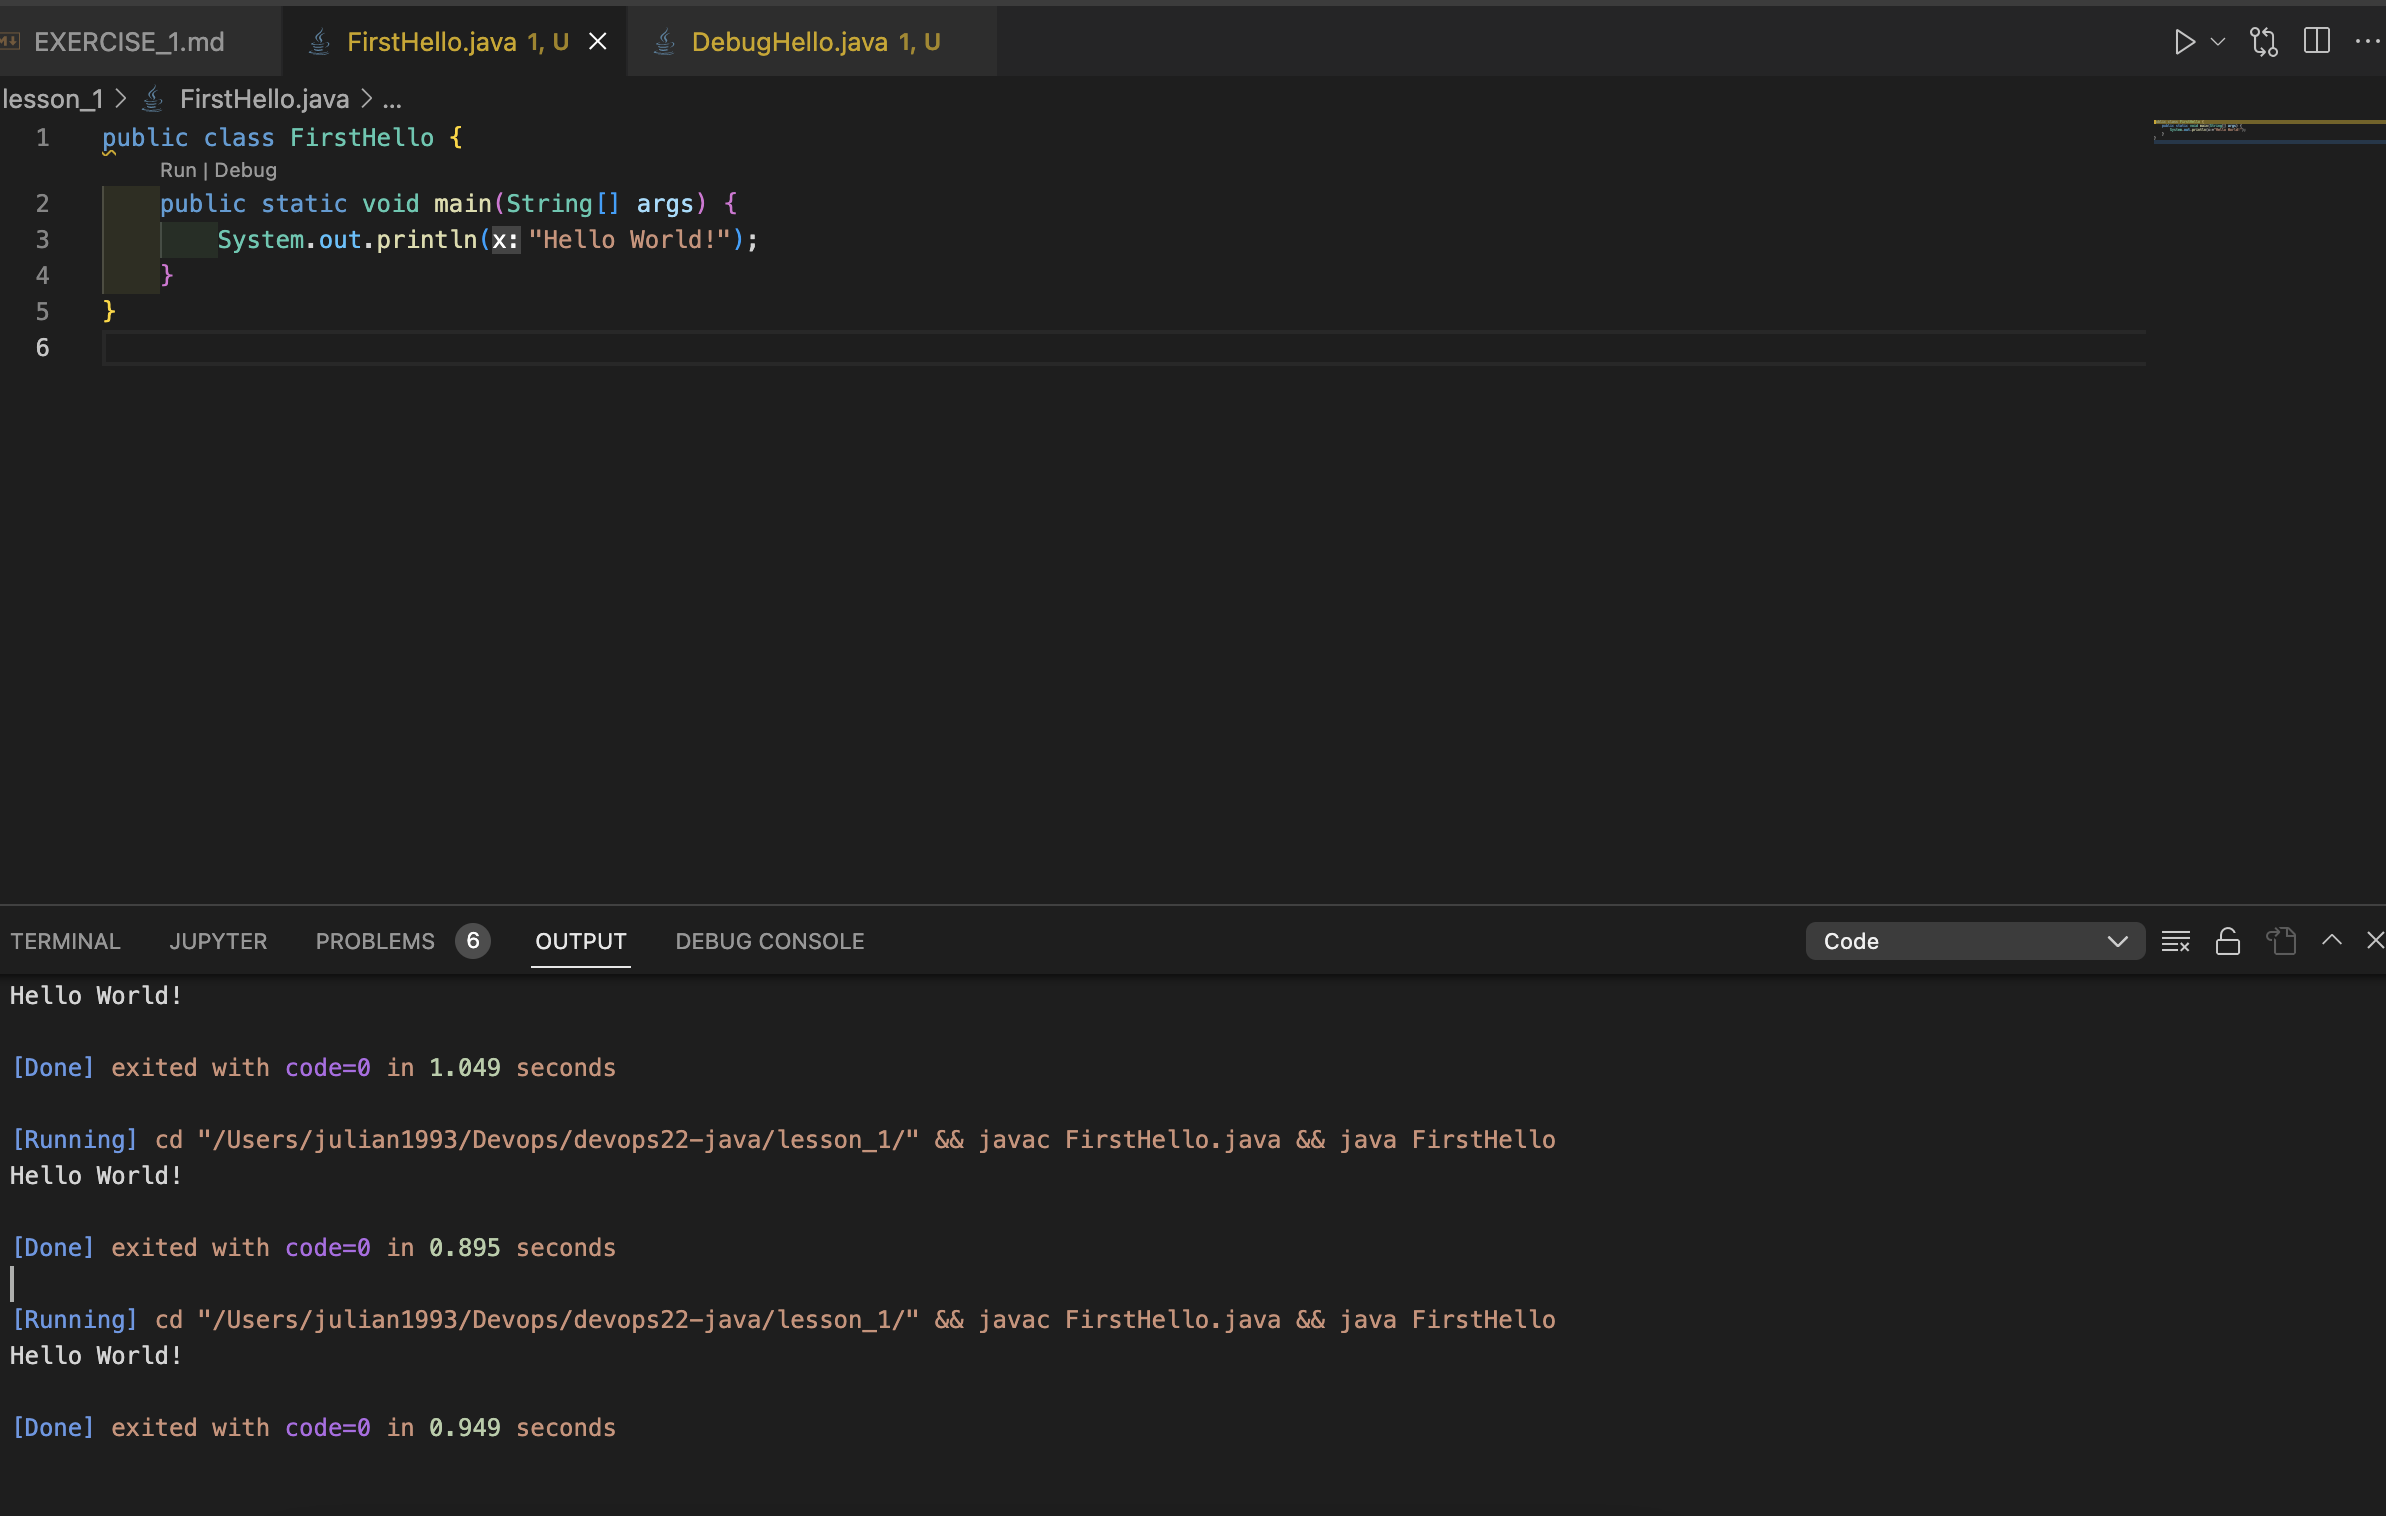 EXERCISE_1.md FirstHello.java 1, U DebugHello.java 1, U
lesson_1 > FirstHello.java > ...
1 public class FirstHello {
Run | Debug
2 public static void main(String[] args) {
3 System.out.println(x: "Hello World!");
4 }
5 }
6
TERMINAL JUPYTER PROBLEMS 6 OUTPUT DEBUG CONSOLE Code
Hello World!
[Done] exited with code=0 in 1.049 seconds
[Running] cd "/Users/julian1993/Devops/devops22-java/lesson_1/" && javac FirstHello.java && java FirstHello
Hello World!
[Done] exited with code=0 in 0.895 seconds
[Running] cd "/Users/julian1993/Devops/devops22-java/lesson_1/" && javac FirstHello.java && java FirstHello
Hello World!
[Done] exited with code=0 in 0.949 seconds